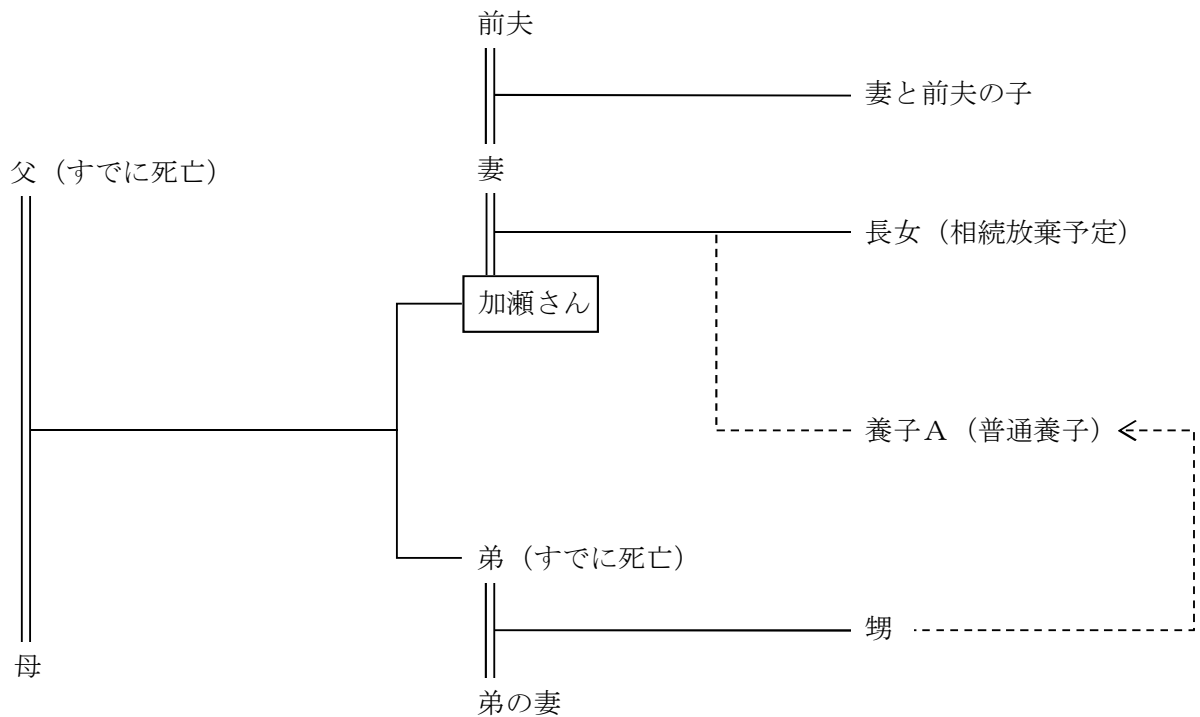 前夫
妻と前夫の子
父（すでに死亡）
妻
長女（相続放棄予定）
加瀬さん
養子Ａ（普通養子）
弟（すでに死亡）
甥
母
弟の妻